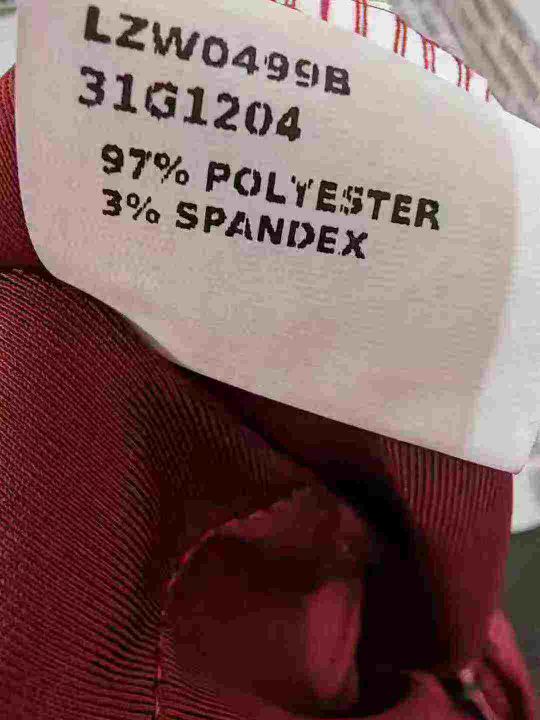 LZW0499B
31G1204
97% POLYESTER
3% SPANDEX